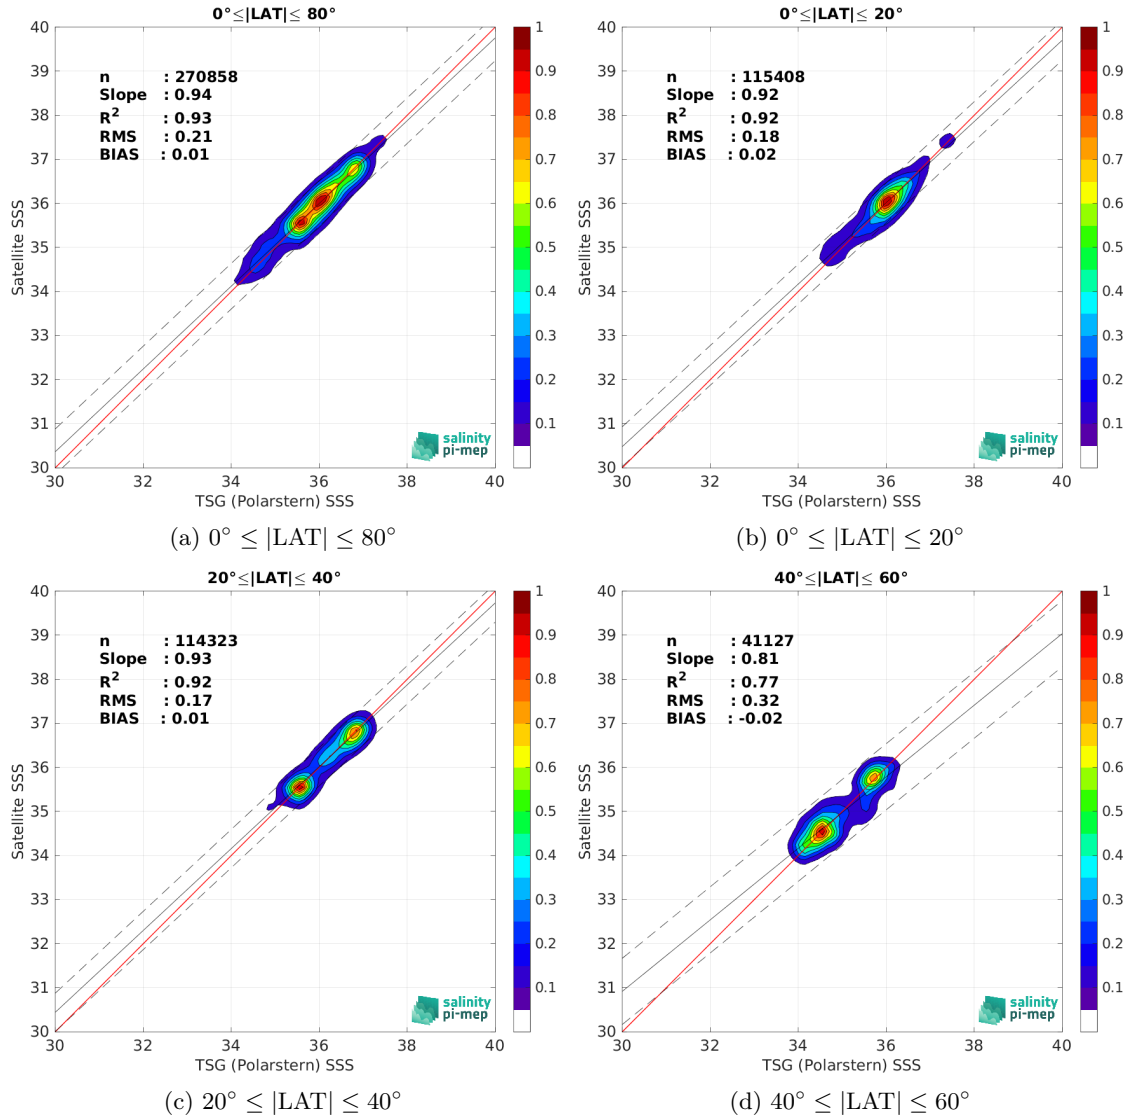 0°≤|LAT|≤ 80°
n : 270858
Slope : 0.94
R² : 0.93
RMS : 0.21
BIAS : 0.01
Satellite SSS
40
39
38
37
36
35
34
33
32
31
30
30 32 34 36 38 40
TSG (Polarstern) SSS
salinity
pi-mep
1
0.9
0.8
0.7
0.6
0.5
0.4
0.3
0.2
0.1
(a) 0° ≤ |LAT| ≤ 80°
0°≤|LAT|≤ 20°
n : 115408
Slope : 0.92
R² : 0.92
RMS : 0.18
BIAS : 0.02
Satellite SSS
40
39
38
37
36
35
34
33
32
31
30
30 32 34 36 38 40
TSG (Polarstern) SSS
salinity
pi-mep
1
0.9
0.8
0.7
0.6
0.5
0.4
0.3
0.2
0.1
(b) 0° ≤ |LAT| ≤ 20°
20°≤|LAT|≤ 40°
n : 114323
Slope : 0.93
R² : 0.92
RMS : 0.17
BIAS : 0.01
Satellite SSS
40
39
38
37
36
35
34
33
32
31
30
30 32 34 36 38 40
TSG (Polarstern) SSS
salinity
pi-mep
1
0.9
0.8
0.7
0.6
0.5
0.4
0.3
0.2
0.1
(c) 20° ≤ |LAT| ≤ 40°
40°≤|LAT|≤ 60°
n : 41127
Slope : 0.81
R² : 0.77
RMS : 0.32
BIAS : -0.02
Satellite SSS
40
39
38
37
36
35
34
33
32
31
30
30 32 34 36 38 40
TSG (Polarstern) SSS
salinity
pi-mep
1
0.9
0.8
0.7
0.6
0.5
0.4
0.3
0.2
0.1
(d) 40° ≤ |LAT| ≤ 60°